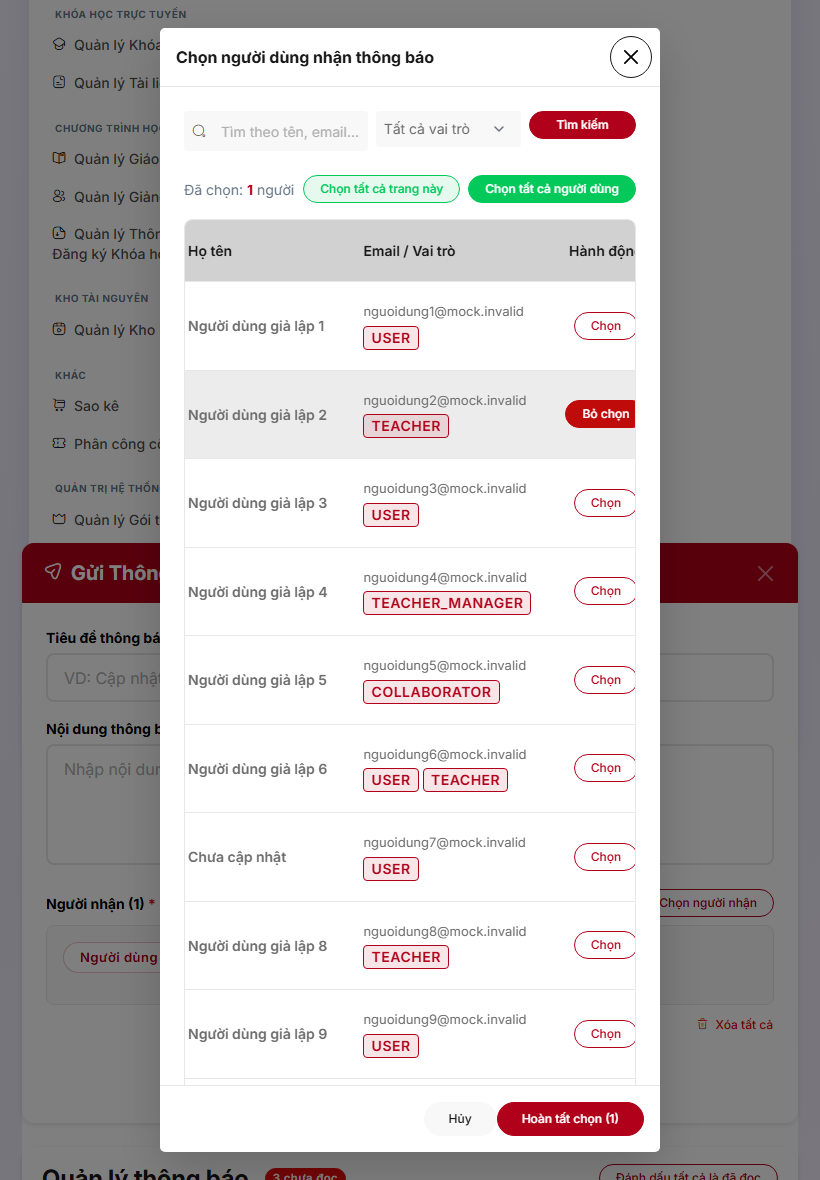 KHÓA HỌC TRỰC TUYẾN
Quản lý Khóa
Quản lý Tài li
CHƯƠNG TRÌNH HỌ
Quản lý Giáo
Quản lý Giản
Quản lý Thôn
Đăng ký Khóa h
KHO TÀI NGUYÊN
Quản lý Kho
KHÁC
Sao kê
Phân công c
QUẢN TRỊ HỆ THỐN
Quản lý Gói t
Gửi Thôn
Tiêu đề thông bá
VD: Cập nhậ
Nội dung thông b
Nhập nội du
Người nhận (1) *
Chọn người nhận
Người dùng
Xóa tất cả
Quản lý thông báo
3 chưa đọc
Đánh dấu tất cả là đã đọc
Chọn người dùng nhận thông báo
Tìm theo tên, email...
Tất cả vai trò
Tìm kiếm
Đã chọn: 1 người
Chọn tất cả trang này
Chọn tất cả người dùng
Họ tên
Email / Vai trò
Hành độn
Người dùng giả lập 1
nguoidung1@mock.invalid
USER
Chọn
Người dùng giả lập 2
nguoidung2@mock.invalid
TEACHER
Bỏ chọn
Người dùng giả lập 3
nguoidung3@mock.invalid
USER
Chọn
Người dùng giả lập 4
nguoidung4@mock.invalid
TEACHER_MANAGER
Chọn
Người dùng giả lập 5
nguoidung5@mock.invalid
COLLABORATOR
Chọn
Người dùng giả lập 6
nguoidung6@mock.invalid
USER TEACHER
Chọn
Chưa cập nhật
nguoidung7@mock.invalid
USER
Chọn
Người dùng giả lập 8
nguoidung8@mock.invalid
TEACHER
Chọn
Người dùng giả lập 9
nguoidung9@mock.invalid
USER
Chọn
Hủy
Hoàn tất chọn (1)